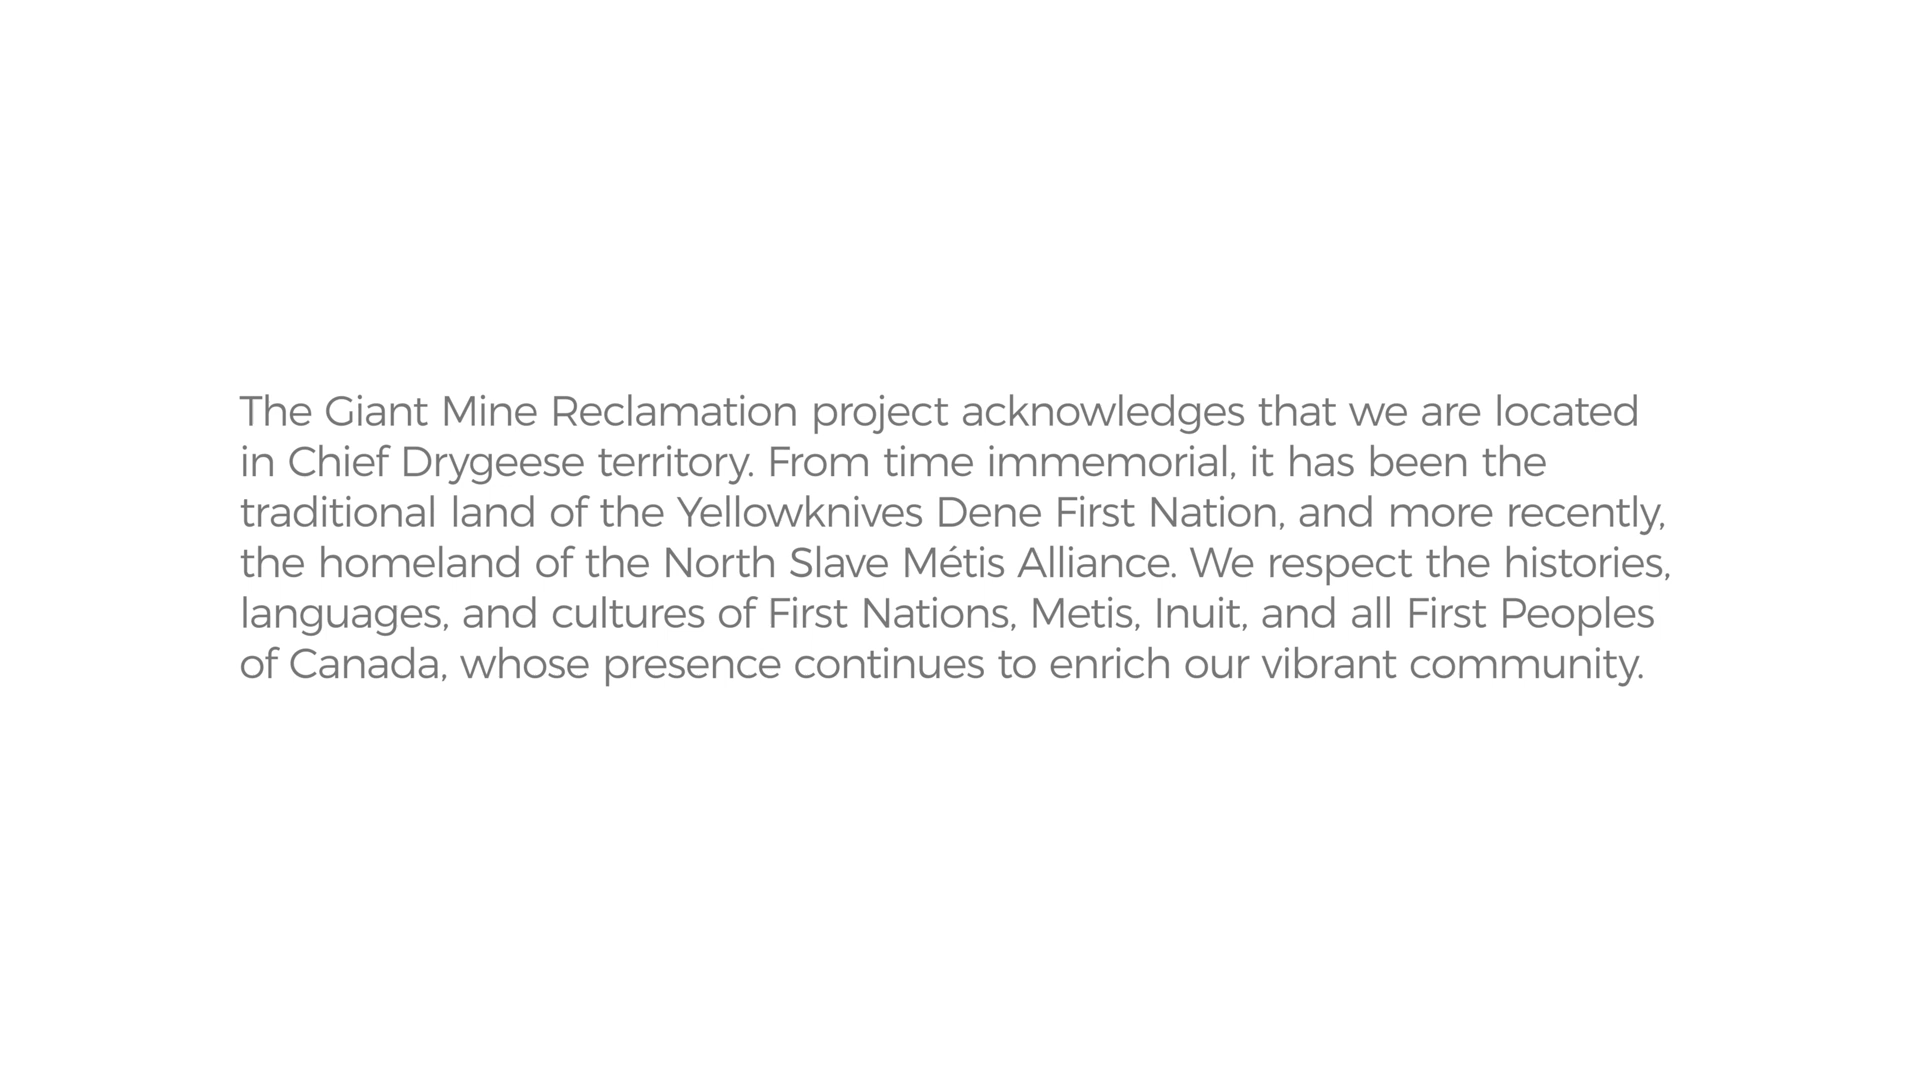 The Giant Mine Reclamation project acknowledges that we are located
in Chief Drygeese territory. From time immemorial, it has been the
traditional land of the Yellowknives Dene First Nation, and more recently,
the homeland of the North Slave Métis Alliance. We respect the histories,
languages, and cultures of First Nations, Metis, Inuit, and all First Peoples
of Canada, whose presence continues to enrich our vibrant community.